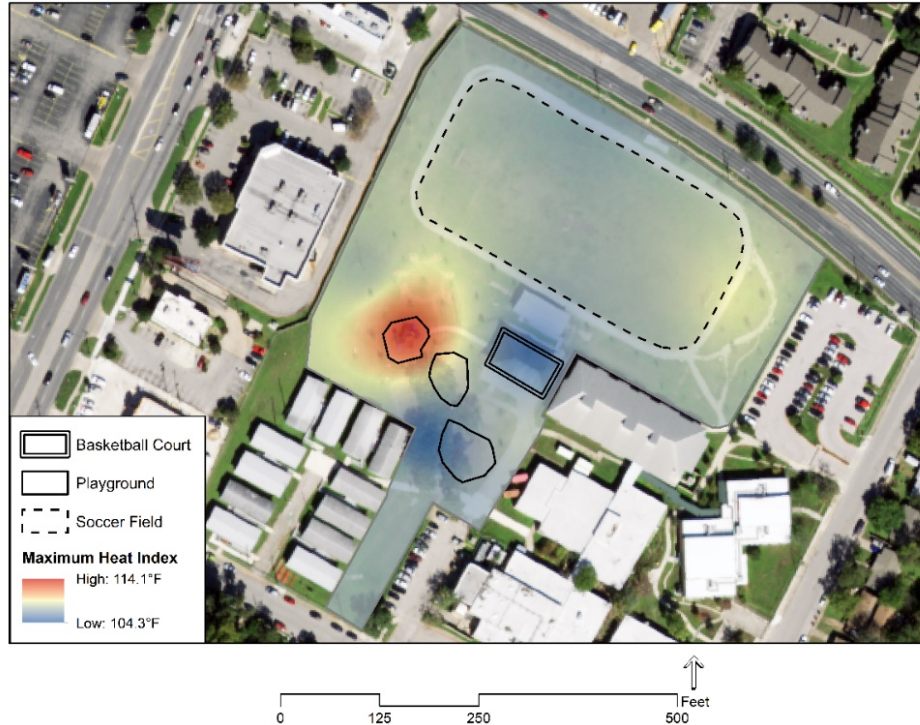 Basketball Court
Playground
Soccer Field
Maximum Heat Index
High: 114.1°F
Low: 104.3°F
Feet
0 125 250 500